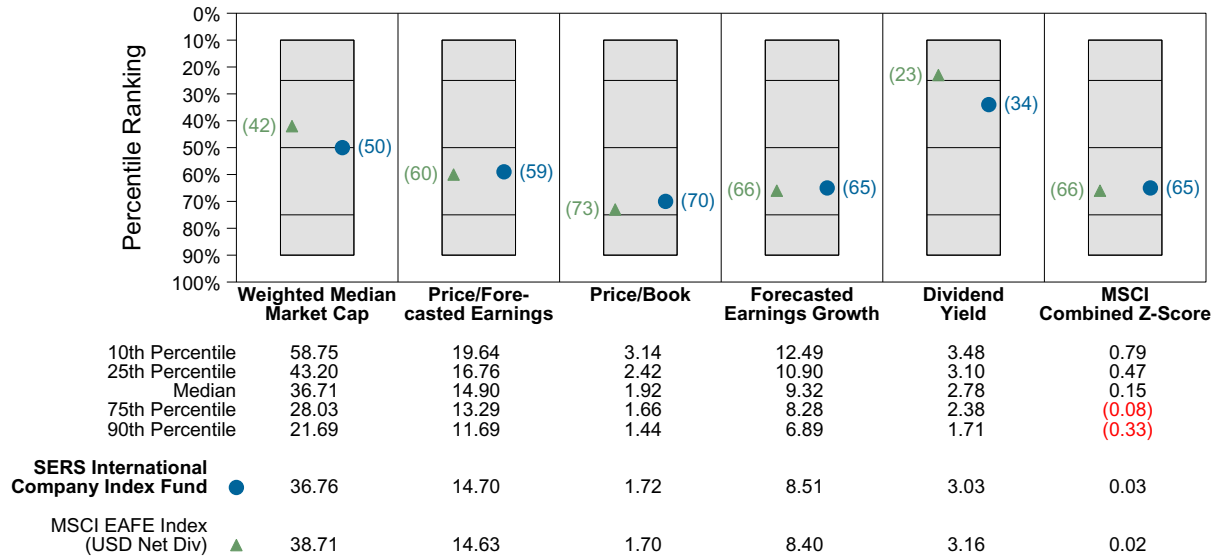 Percentile Ranking
0%
10%
20%
30%
40%
50%
60%
70%
80%
90%
100%
(42)
(50)
(60)
(59)
(73)
(70)
(66)
(65)
(23)
(34)
(66)
(65)
Weighted Median
Market Cap
Price/Fore-
casted Earnings
Price/Book
Forecasted
Earnings Growth
Dividend
Yield
MSCI
Combined Z-Score
10th Percentile 58.75 19.64 3.14 12.49 3.48 0.79
25th Percentile 43.20 16.76 2.42 10.90 3.10 0.47
Median 36.71 14.90 1.92 9.32 2.78 0.15
75th Percentile 28.03 13.29 1.66 8.28 2.38 (0.08)
90th Percentile 21.69 11.69 1.44 6.89 1.71 (0.33)
SERS International
Company Index Fund 36.76 14.70 1.72 8.51 3.03 0.03
MSCI EAFE Index
(USD Net Div) 38.71 14.63 1.70 8.40 3.16 0.02